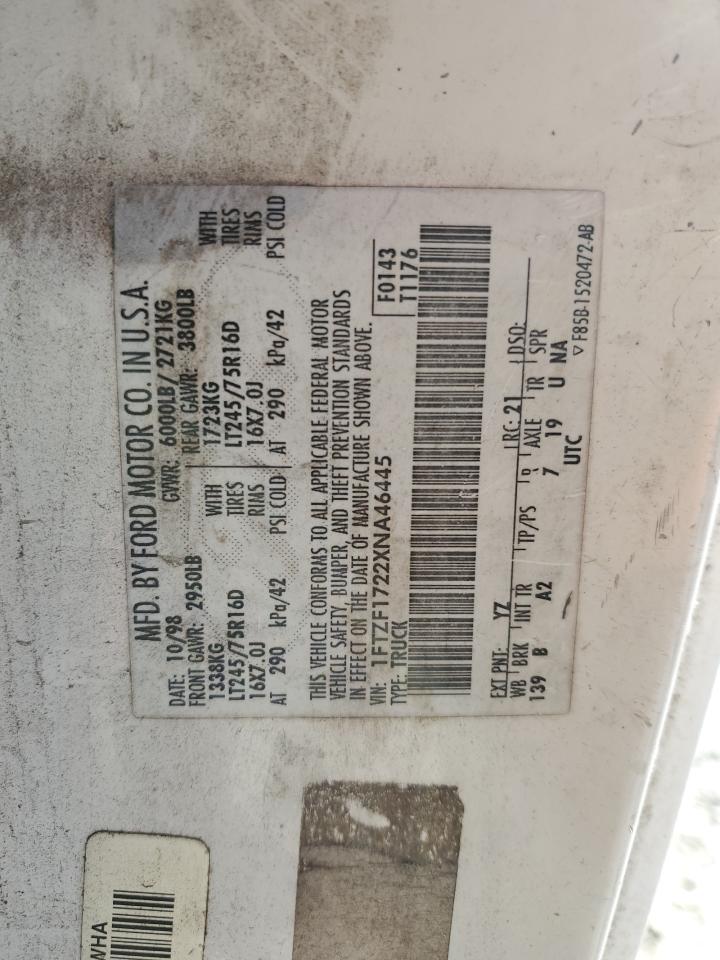 MFD. BY FORD MOTOR CO. IN U.S.A.
DATE: 10/98 GVWR: 6000LB/ 2721KG
FRONT GAWR: 2950LB REAR GAWR: 3800LB
1338KG WITH 1723KG WITH
LT245/75R16D TIRES LT245/75R16D TIRES
16X7.0J RIMS 16X7.0J RIMS
AT 290 kPa/42 PSI COLD AT 290 kPa/42 PSI COLD
THIS VEHICLE CONFORMS TO ALL APPLICABLE FEDERAL MOTOR
VEHICLE SAFETY, BUMPER, AND THEFT PREVENTION STANDARDS
IN EFFECT ON THE DATE OF MANUFACTURE SHOWN ABOVE.
VIN: 1FTZF1722XNA46445 F0143
TYPE: TRUCK T1176
EXT PNT: YZ RC: 21 DSO:
WB BRK INT TR TP/PS R AXLE TR SPR
139 B A2 7 19 U NA
UTC
▽ F85B-1520472-AB
WHA